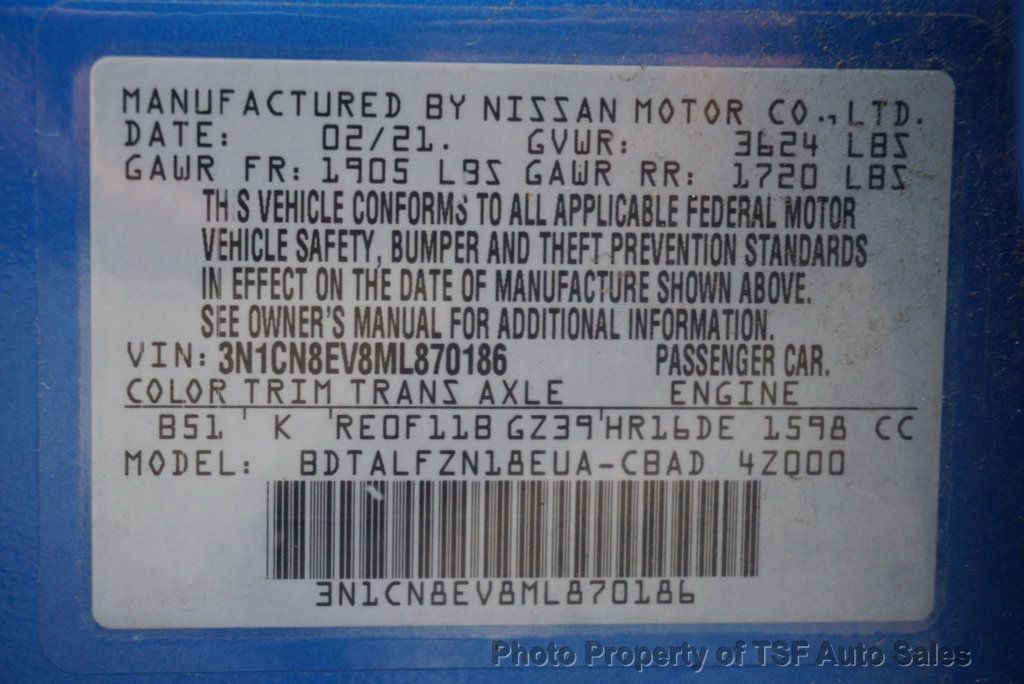 MANUFACTURED BY NISSAN MOTOR CO., LTD.
DATE: 02/21. GVWR: 3624 LBS
GAWR FR: 1905 LBS GAWR RR: 1720 LBS
THIS VEHICLE CONFORMS TO ALL APPLICABLE FEDERAL MOTOR
VEHICLE SAFETY, BUMPER AND THEFT PREVENTION STANDARDS
IN EFFECT ON THE DATE OF MANUFACTURE SHOWN ABOVE.
SEE OWNER'S MANUAL FOR ADDITIONAL INFORMATION.
VIN: 3N1CN8EV8ML870186 PASSENGER CAR.
COLOR TRIM TRANS AXLE ENGINE
B51 K RE0F11B GZ39 HR16DE 1598 CC
MODEL: BDTALFZN18EUA-CBAD 4Z000
3N1CN8EV8ML870186
Photo Property of TSF Auto Sales